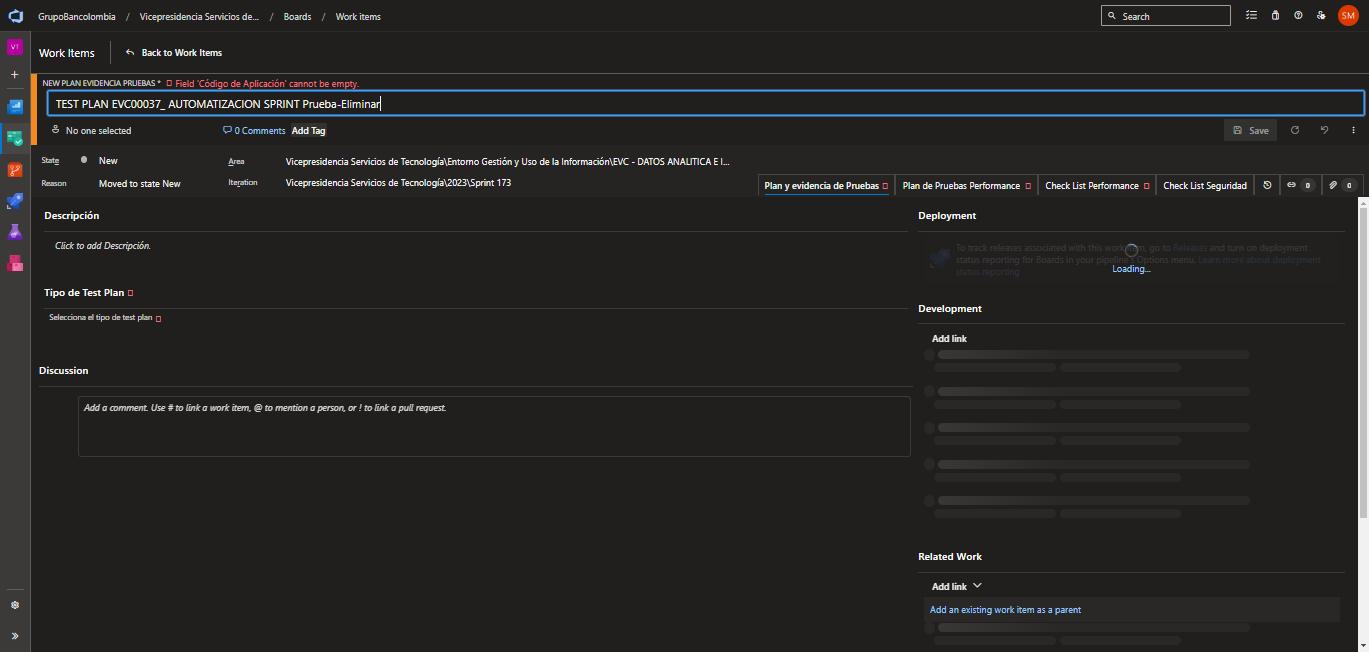 GrupoBancolombia / Vicepresidencia Servicios de... / Boards / Work items
Search
SM
VT
Work Items
Back to Work Items
NEW PLAN EVIDENCIA PRUEBAS * Field 'Código de Aplicación' cannot be empty.
TEST PLAN EVC00037_ AUTOMATIZACION SPRINT Prueba-Eliminar
No one selected
0 Comments
Add Tag
Save
State
New
Area
Vicepresidencia Servicios de Tecnología\Entorno Gestión y Uso de la Información\EVC - DATOS ANALITICA E I...
Reason
Moved to state New
Iteration
Vicepresidencia Servicios de Tecnología\2023\Sprint 173
Plan y evidencia de Pruebas
Plan de Pruebas Performance
Check List Performance
Check List Seguridad
0
0
Descripción
Click to add Descripción.
Tipo de Test Plan
Selecciona el tipo de test plan
Discussion
Add a comment. Use # to link a work item, @ to mention a person, or ! to link a pull request.
Deployment
To track releases associated with this work item, go to Releases and turn on deployment
status reporting for Boards in your pipeline's Options menu. Learn more about deployment
status reporting
Loading...
Development
Add link
Related Work
Add link
Add an existing work item as a parent